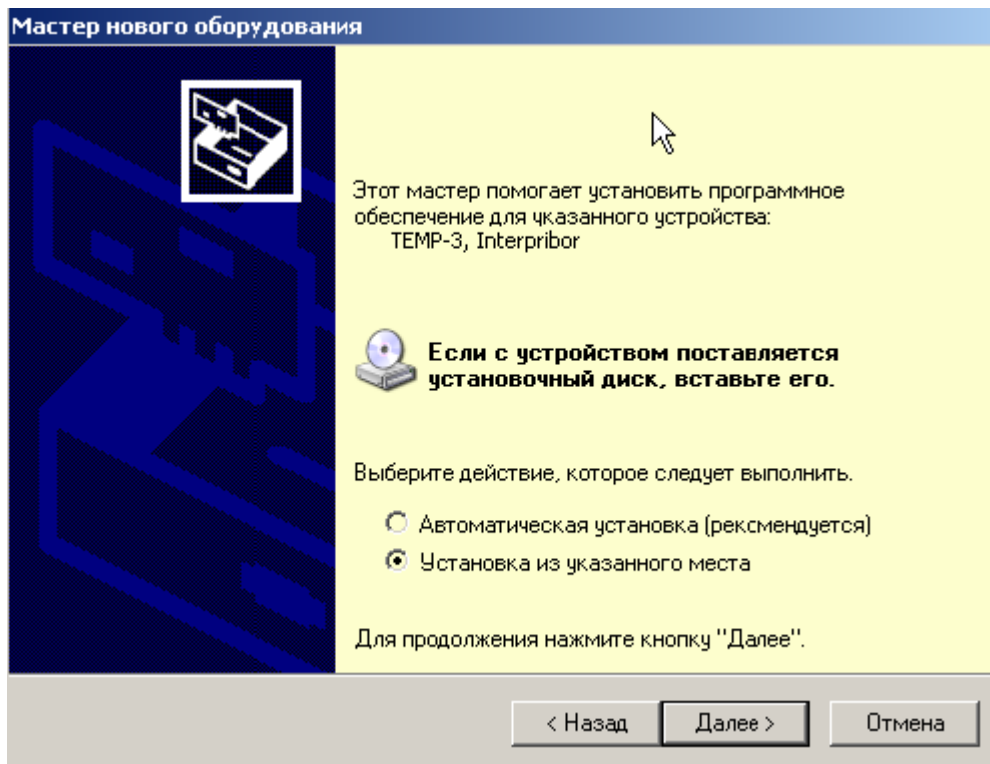 Мастер нового оборудования
Этот мастер помогает установить программное
обеспечение для указанного устройства:
TEMP-3, Interpribor
Если с устройством поставляется
установочный диск, вставьте его.
Выберите действие, которое следует выполнить.
Автоматическая установка (рексмендуется)
Установка из указанного места
Для продолжения нажмите кнопку "Далее".
< Назад
Далее >
Отмена